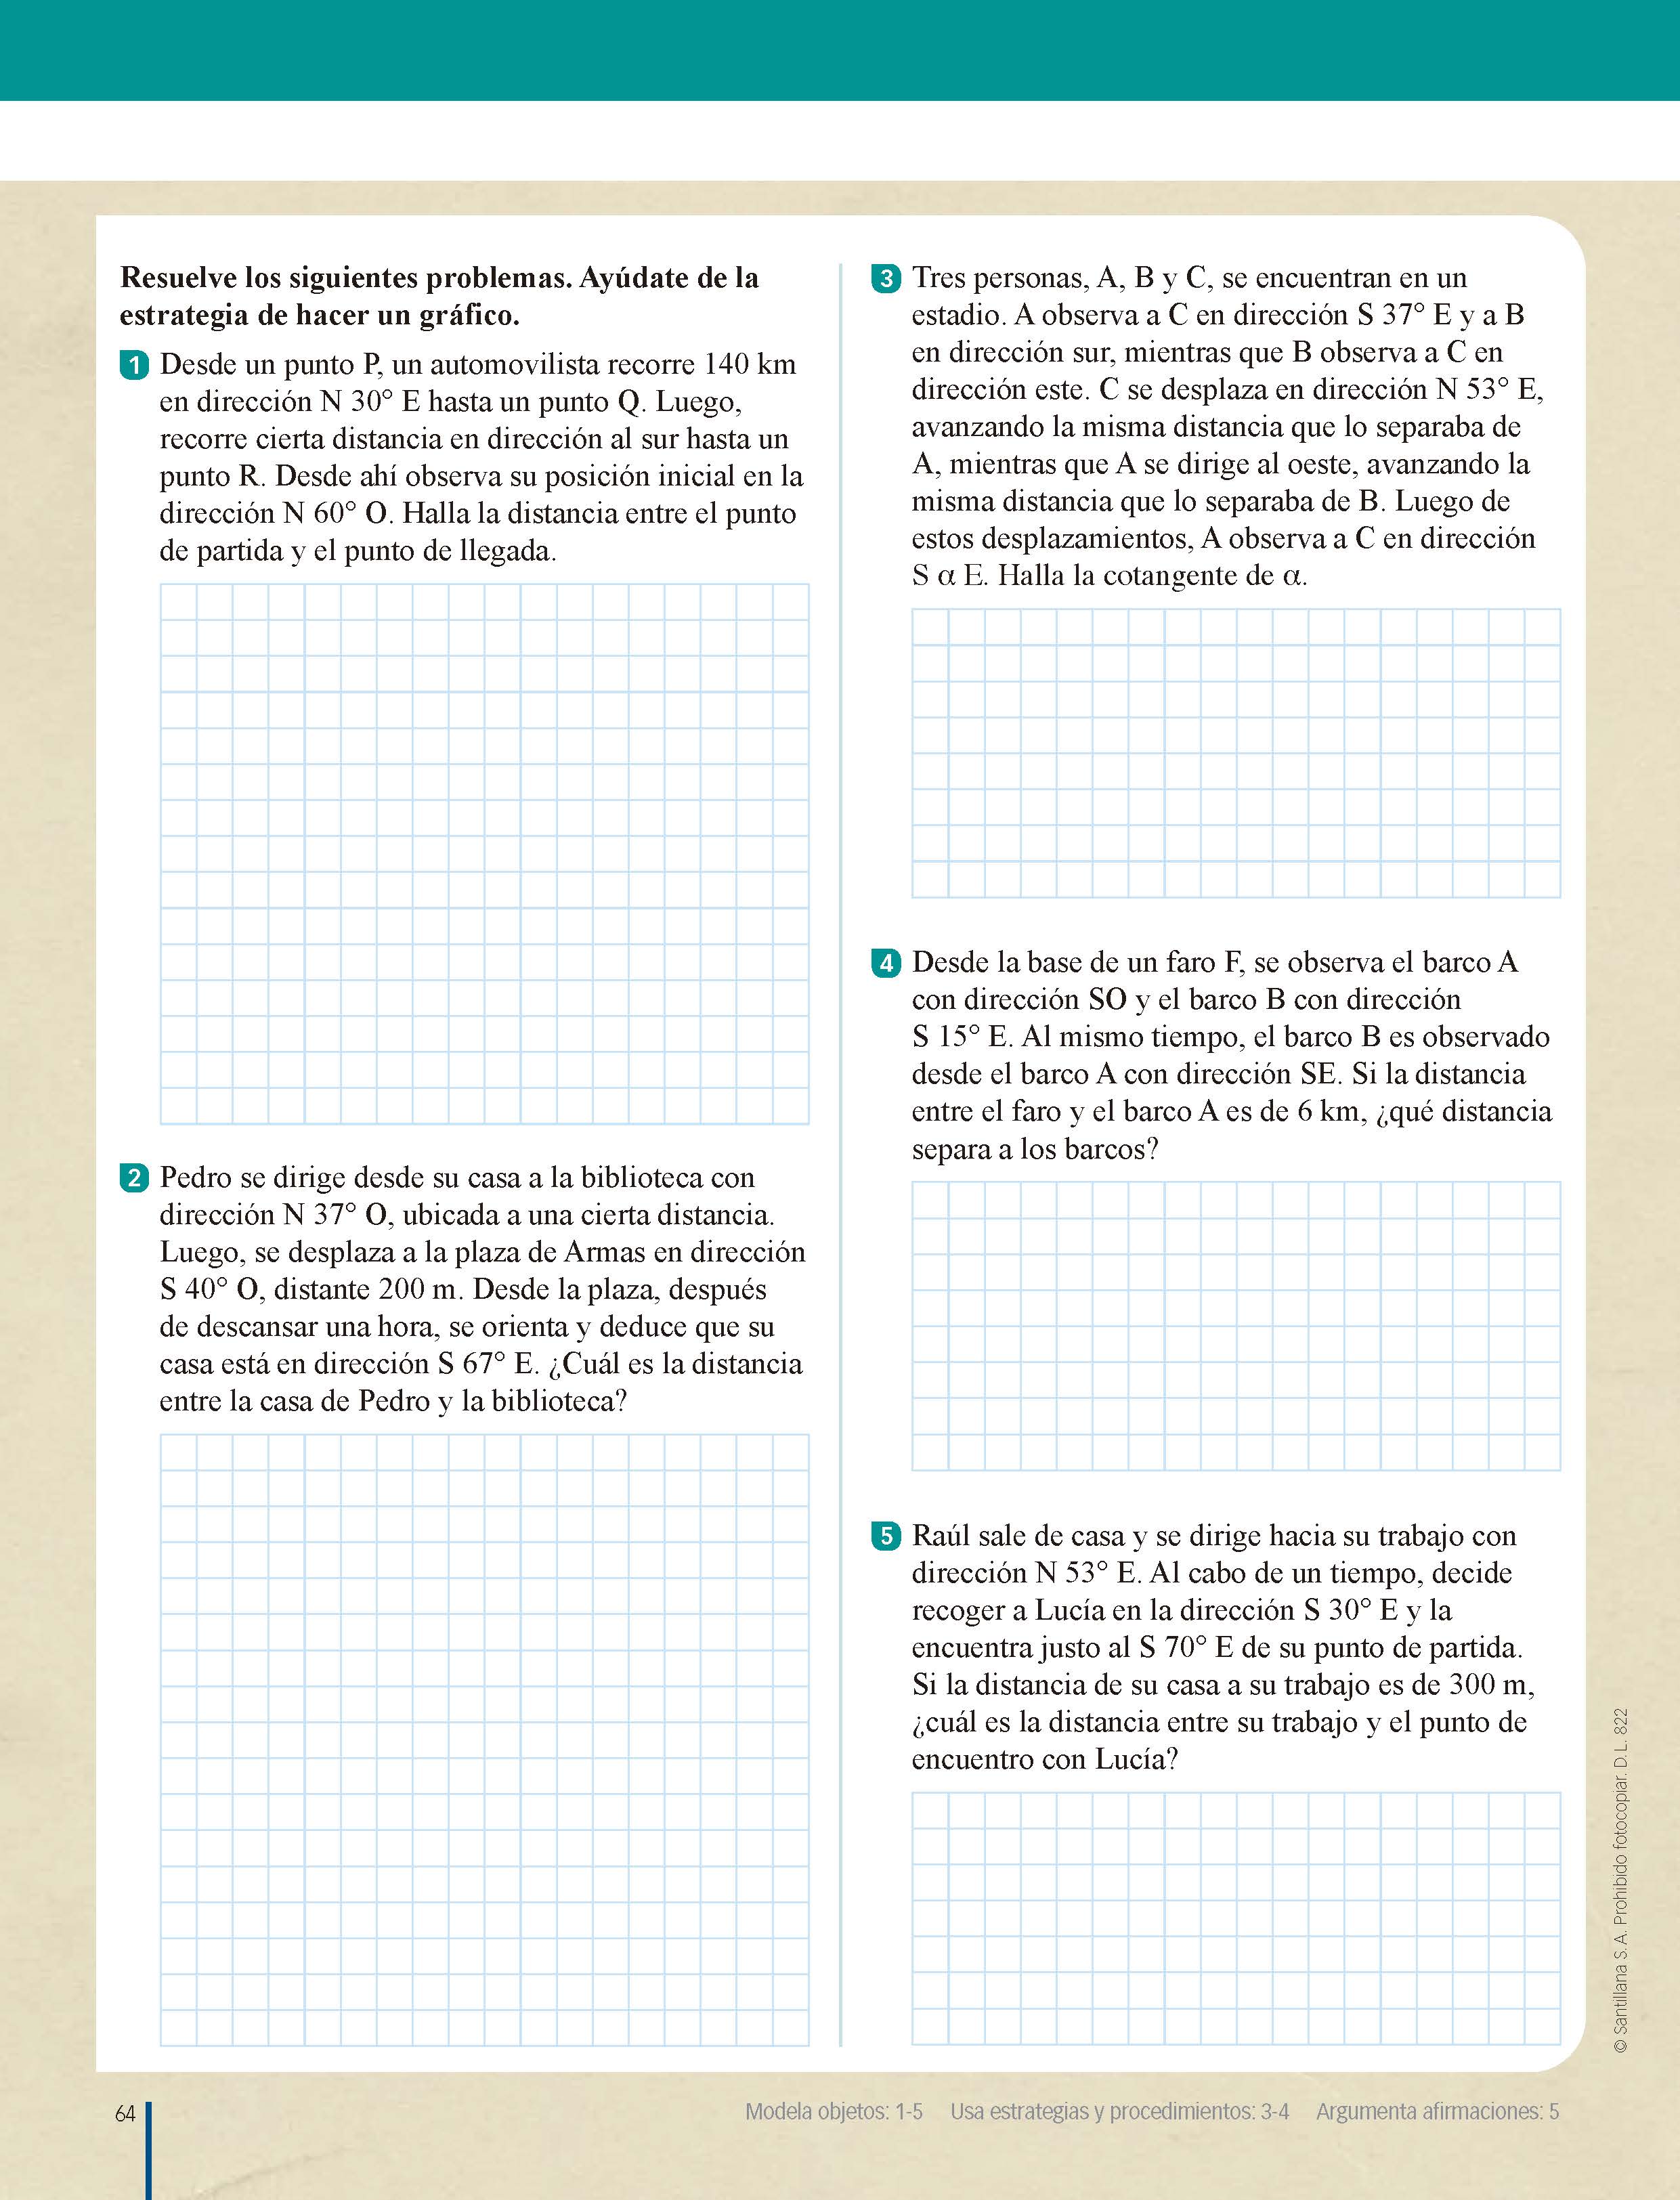 Resuelve los siguientes problemas. Ayúdate de la
estrategia de hacer un gráfico.
1 Desde un punto P, un automovilista recorre 140 km
en dirección N 30° E hasta un punto Q. Luego,
recorre cierta distancia en dirección al sur hasta un
punto R. Desde ahí observa su posición inicial en la
dirección N 60° O. Halla la distancia entre el punto
de partida y el punto de llegada.
2 Pedro se dirige desde su casa a la biblioteca con
dirección N 37° O, ubicada a una cierta distancia.
Luego, se desplaza a la plaza de Armas en dirección
S 40° O, distante 200 m. Desde la plaza, después
de descansar una hora, se orienta y deduce que su
casa está en dirección S 67° E. ¿Cuál es la distancia
entre la casa de Pedro y la biblioteca?
3 Tres personas, A, B y C, se encuentran en un
estadio. A observa a C en dirección S 37° E y a B
en dirección sur, mientras que B observa a C en
dirección este. C se desplaza en dirección N 53° E,
avanzando la misma distancia que lo separaba de
A, mientras que A se dirige al oeste, avanzando la
misma distancia que lo separaba de B. Luego de
estos desplazamientos, A observa a C en dirección
S α E. Halla la cotangente de α.
4 Desde la base de un faro F, se observa el barco A
con dirección SO y el barco B con dirección
S 15° E. Al mismo tiempo, el barco B es observado
desde el barco A con dirección SE. Si la distancia
entre el faro y el barco A es de 6 km, ¿qué distancia
separa a los barcos?
5 Raúl sale de casa y se dirige hacia su trabajo con
dirección N 53° E. Al cabo de un tiempo, decide
recoger a Lucía en la dirección S 30° E y la
encuentra justo al S 70° E de su punto de partida.
Si la distancia de su casa a su trabajo es de 300 m,
¿cuál es la distancia entre su trabajo y el punto de
encuentro con Lucía?
© Santillana S. A. Prohibido fotocopiar. D. L. 822
64
Modela objetos: 1-5 Usa estrategias y procedimientos: 3-4 Argumenta afirmaciones: 5